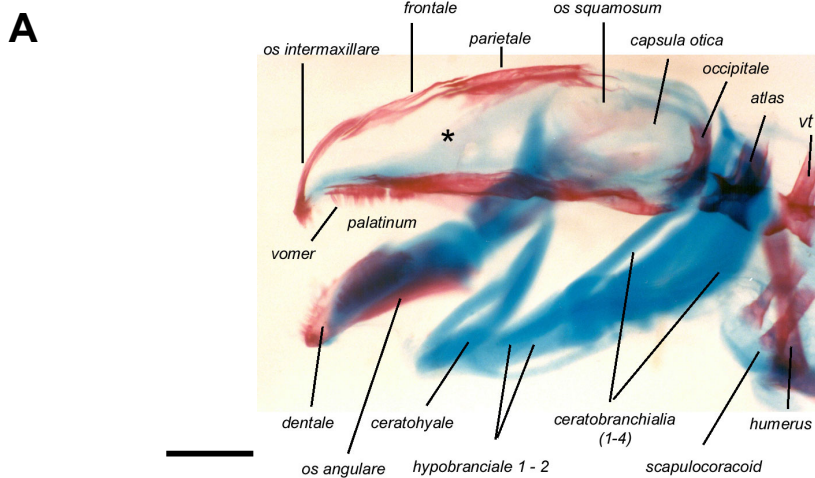 A
frontale
os squamosum
os intermaxillare
parietale
capsula otica
occipitale
atlas
vt
*
palatinum
vomer
dentale
ceratohyale
ceratobranchialia
(1-4)
humerus
os angulare
hypobranciale 1 - 2
scapulocoracoid